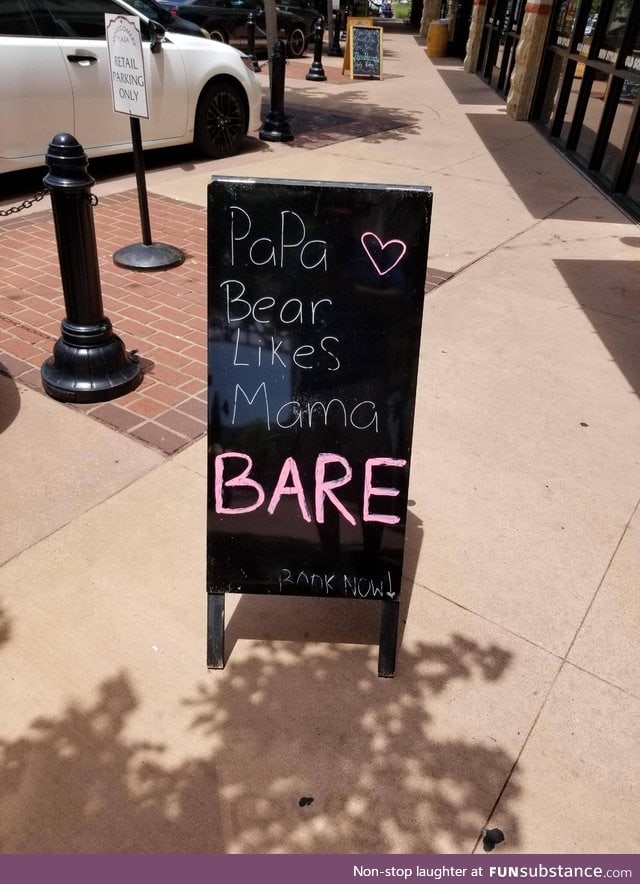 RETAIL
PARKING
ONLY
PaPa
Bear
Likes
Mama
BARE
BOOK NOW!
Non-stop laughter at FUNsubstance.com